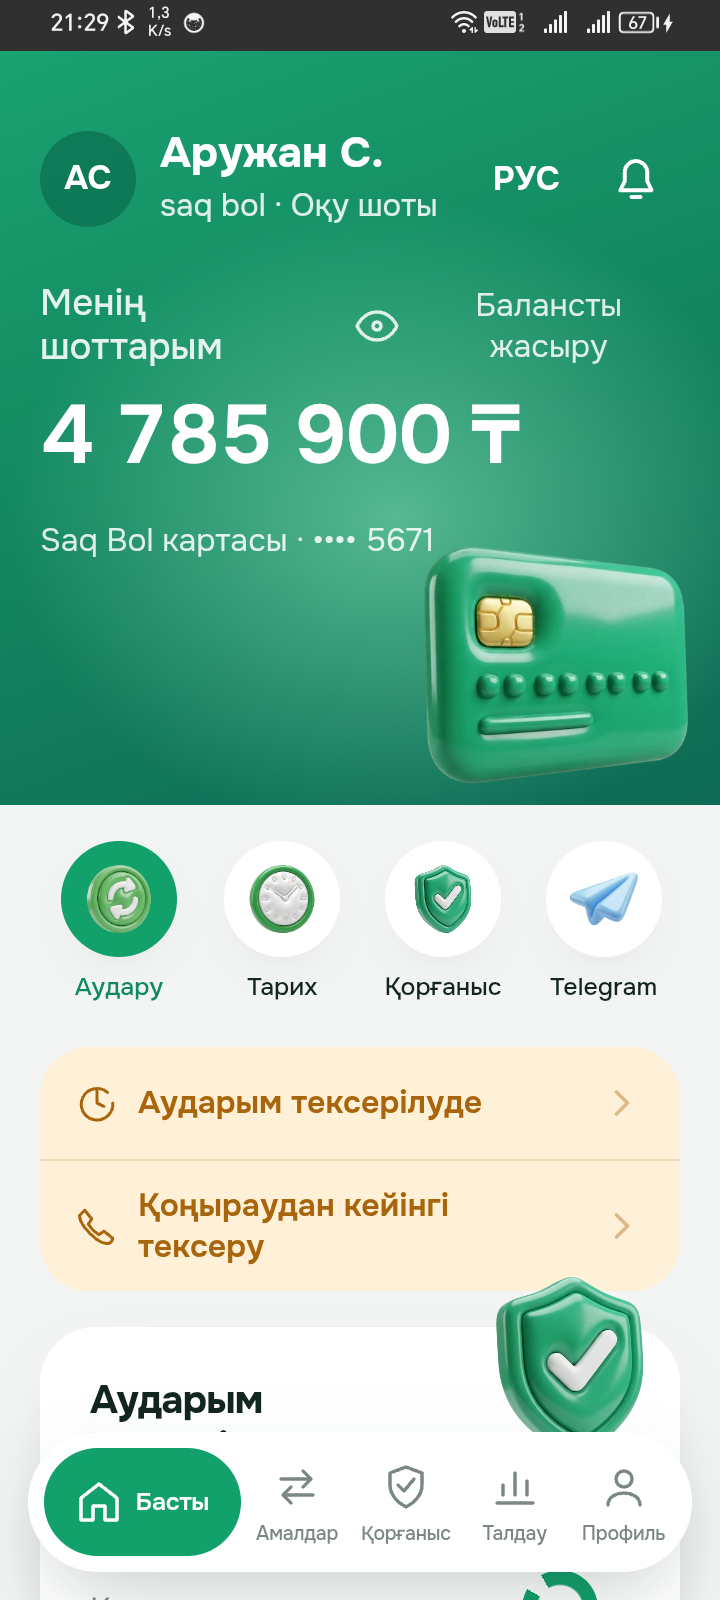 21:29 1,3 K/s VoLTE 1 2 67
АС Аружан С. РУС
saq bol · Оқу шоты
Менің шоттарым
Балансты жасыру
4 785 900 ₸
Saq Bol картасы · •••• 5671
Аудару Тарих Қорғаныс Telegram
Аударым тексерілуде
Қоңыраудан кейінгі
тексеру
Аударым
Басты Амалдар Қорғаныс Талдау Профиль